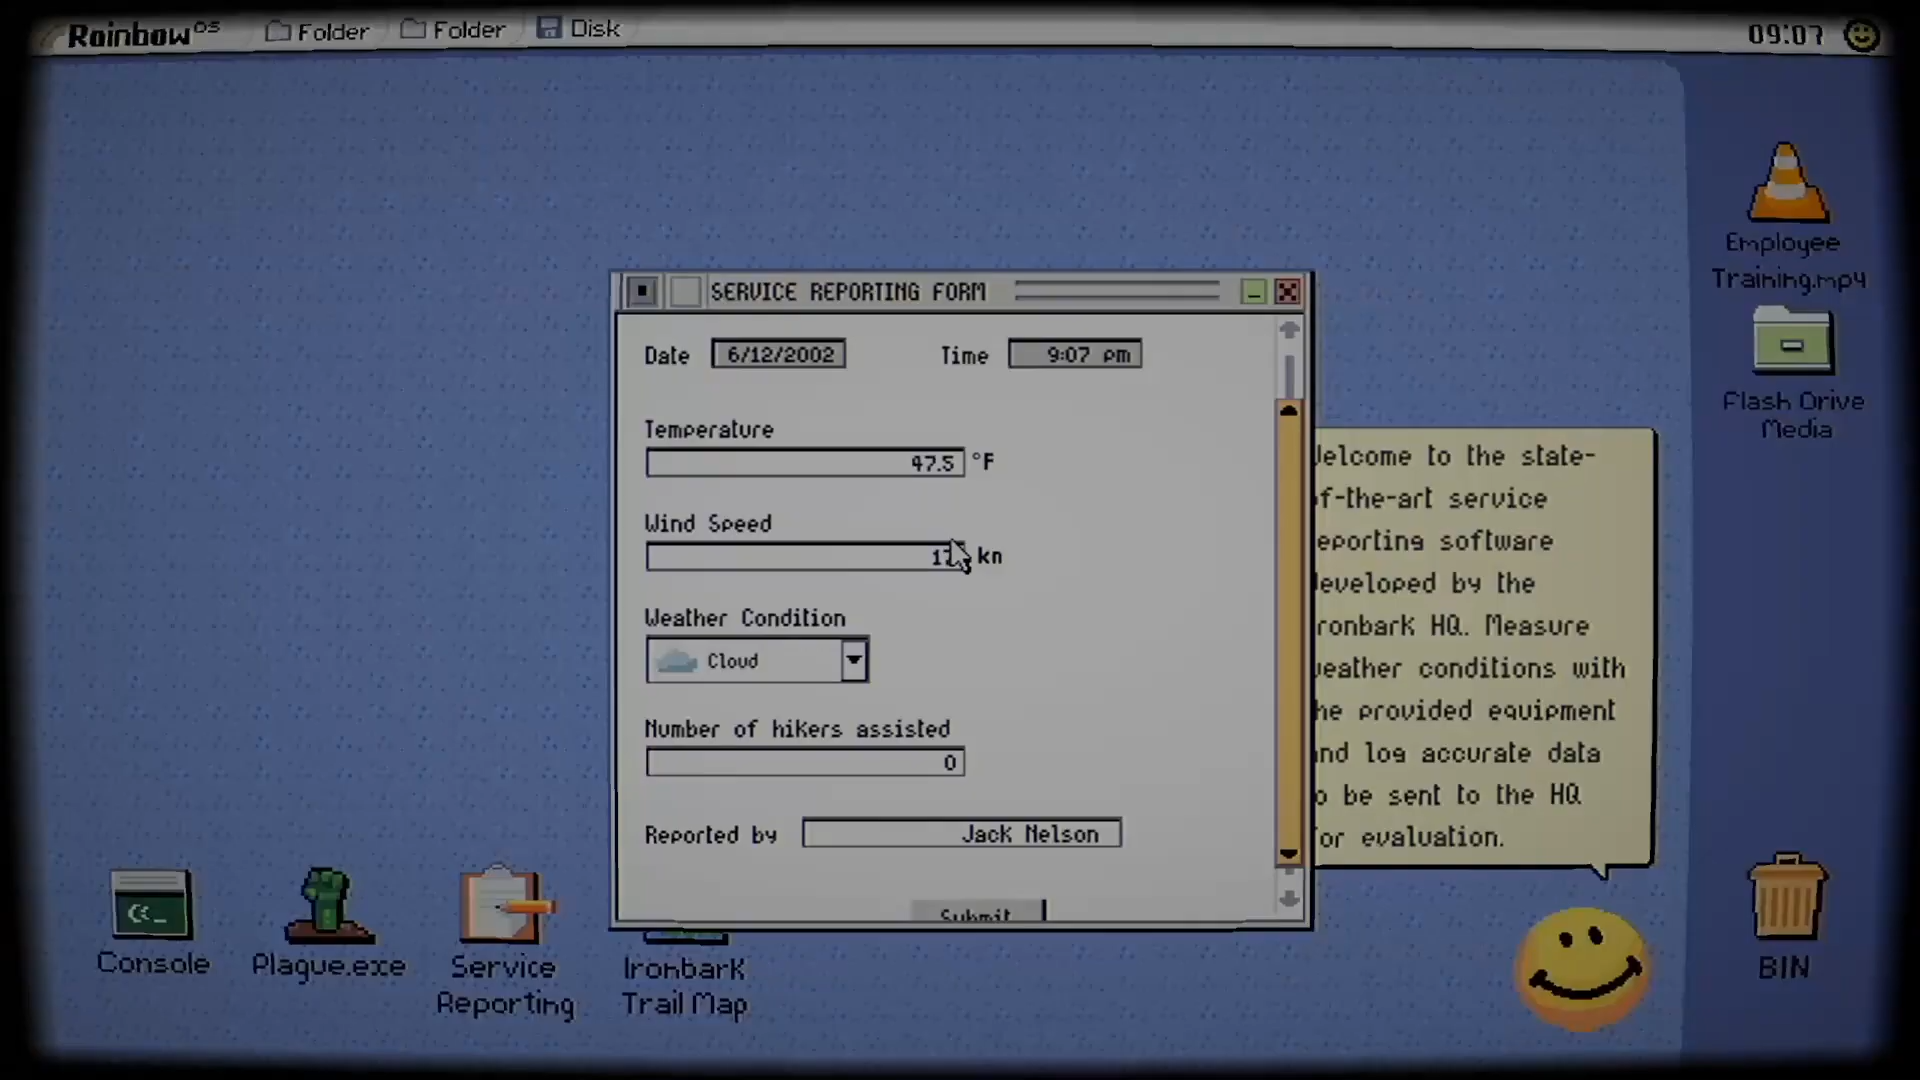 Rainbow OS
Folder
Folder
Disk
09:07
Employee
Training.mp4
Flash Drive
Media
SERVICE REPORTING FORM
Date 6/12/2002 Time 9:07 pm
Temperature
47.5 °F
Wind Speed
kn
Weather Condition
Cloud
Number of hikers assisted
0
Reported by Jack Nelson
Submit
elcome to the state-
f-the-art service
eporting software
eveloped by the
ronbark HQ. Measure
eather conditions with
he provided equipment
nd log accurate data
o be sent to the HQ
or evaluation.
Console
Plague.exe
Service
Reporting
Ironbark
Trail Map
BIN